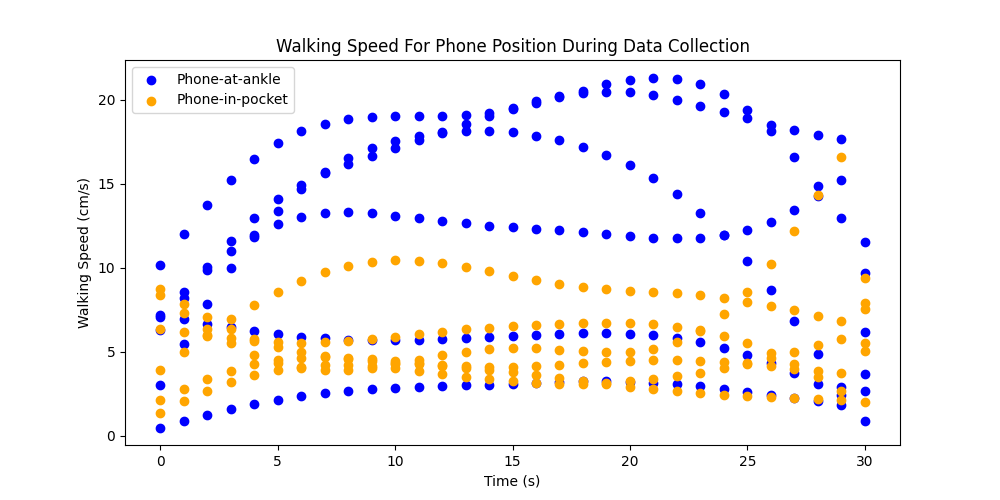 Walking Speed For Phone Position During Data Collection
Phone-at-ankle
Phone-in-pocket
Walking Speed (cm/s)
20
15
10
5
0
0 5 10 15 20 25 30
Time (s)